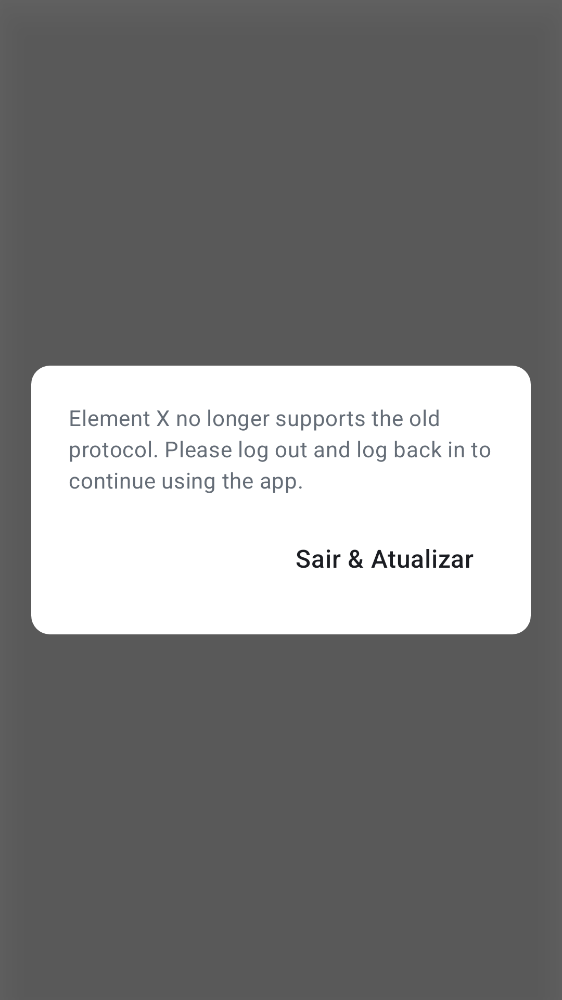 Element X no longer supports the old
protocol. Please log out and log back in to
continue using the app.
Sair & Atualizar